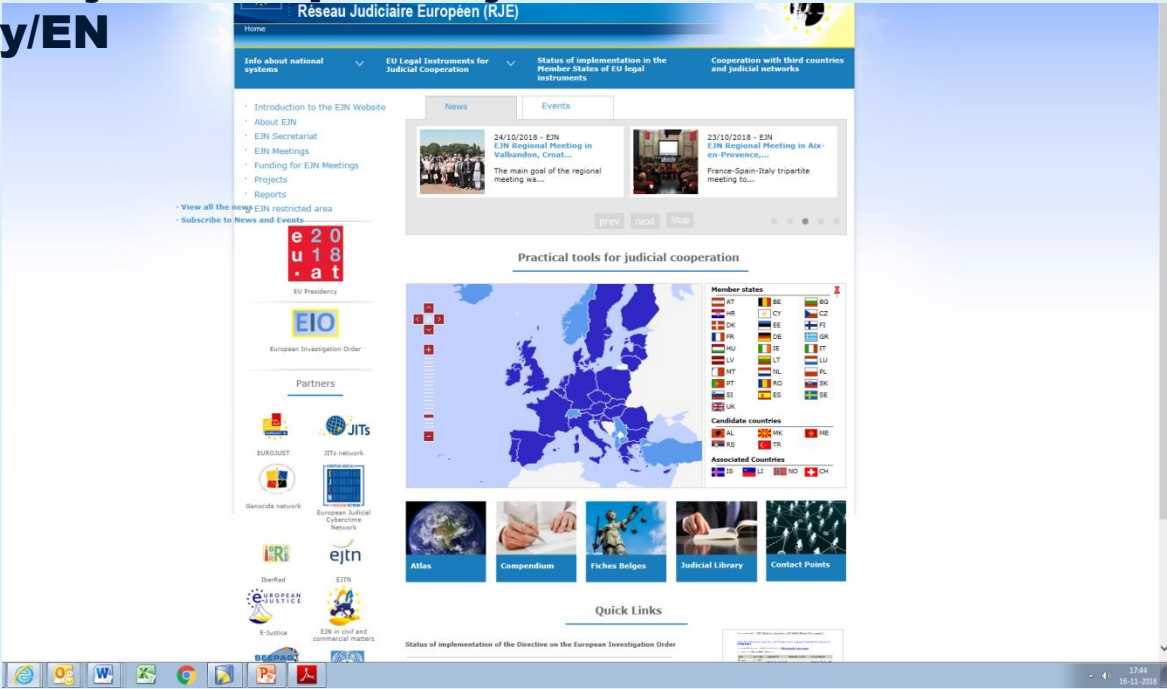 y/EN
Réseau Judiciaire Européen (RJE)
Home
Info about national systems
EU Legal Instruments for Judicial Cooperation
Status of implementation in the Member States of EU legal instruments
Cooperation with third countries and judicial networks
· Introduction to the EJN Website
· About EJN
· EJN Secretariat
· EJN Meetings
· Funding for EJN Meetings
· Projects
· Reports
· EJN restricted area
· View all the news
· Subscribe to News and Events
News
Events
24/10/2018 - EJN
EJN Regional Meeting in
Valbandon, Croat...
The main goal of the regional
meeting wa...
23/10/2018 - EJN
EJN Regional Meeting in Aix-
en-Provence,...
France-Spain-Italy tripartite
meeting to...
prev next Stop
e 2 0
u 1 8
. a t
EU Presidency
EIO
European Investigation Order
Partners
EUROJUST
JITs
JITs network
Genocide network
European Judicial
Cybercrime
Network
IberRed
ejtn
EJTN
EUROPEAN
E-JUSTICE
E-Justice
EJN in civil and
commercial matters
Practical tools for judicial cooperation
Member states
AT BE BG
HR CY CZ
DK EE FI
FR DE GR
HU IE IT
LV LT LU
MT NL PL
PT RO SK
SI ES SE
UK
Candidate countries
AL MK ME
RS TR
Associated Countries
IS LI NO CH
Atlas
Compendium
Fiches Belges
Judicial Library
Contact Points
Quick Links
Status of implementation of the Directive on the European Investigation Order
17:44
16-11-2018